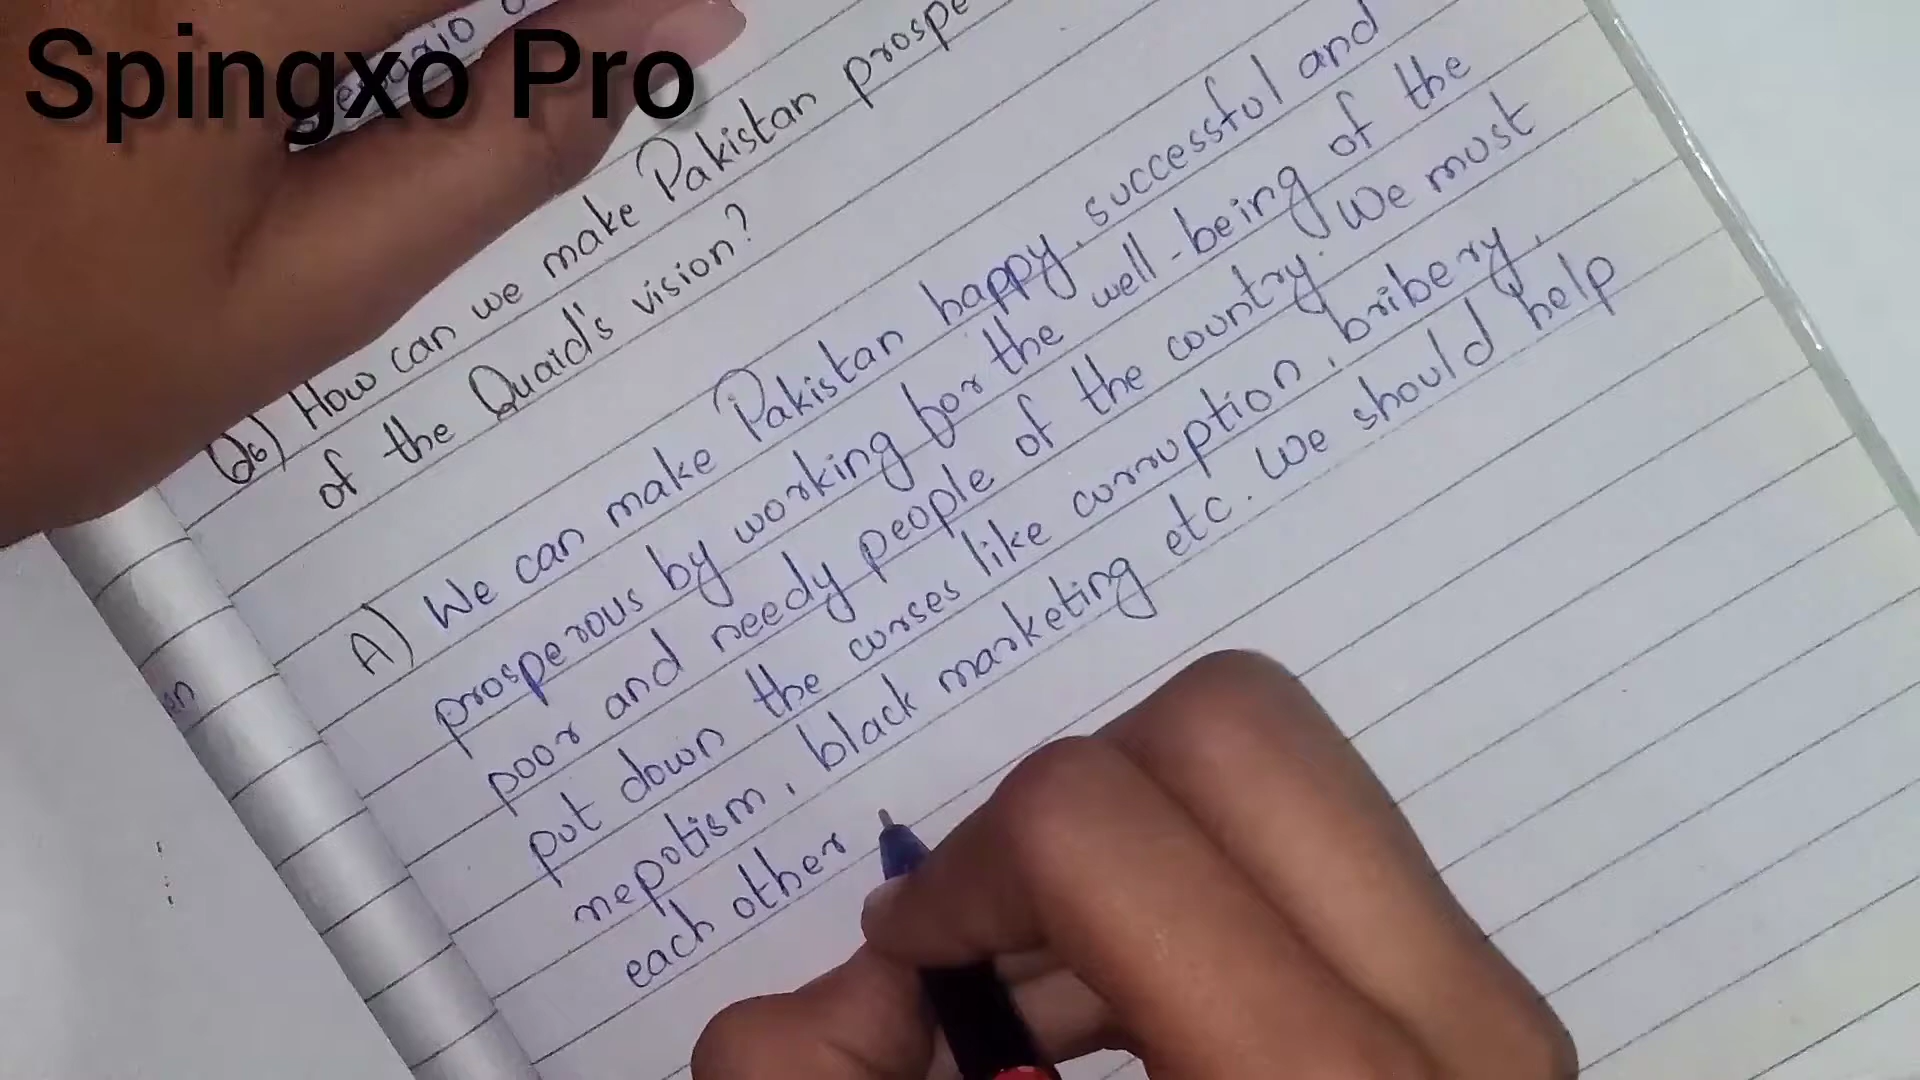 Spingxo Pro
Q6) How can we make Pakistan prospe
of the Quaid's vision?
A) We can make Pakistan happy, successful and
prosperous by working for the well-being of the
poor and needy people of the country. We must
put down the curses like corruption, bribery,
nepotism, black marketing etc. We should help
each other